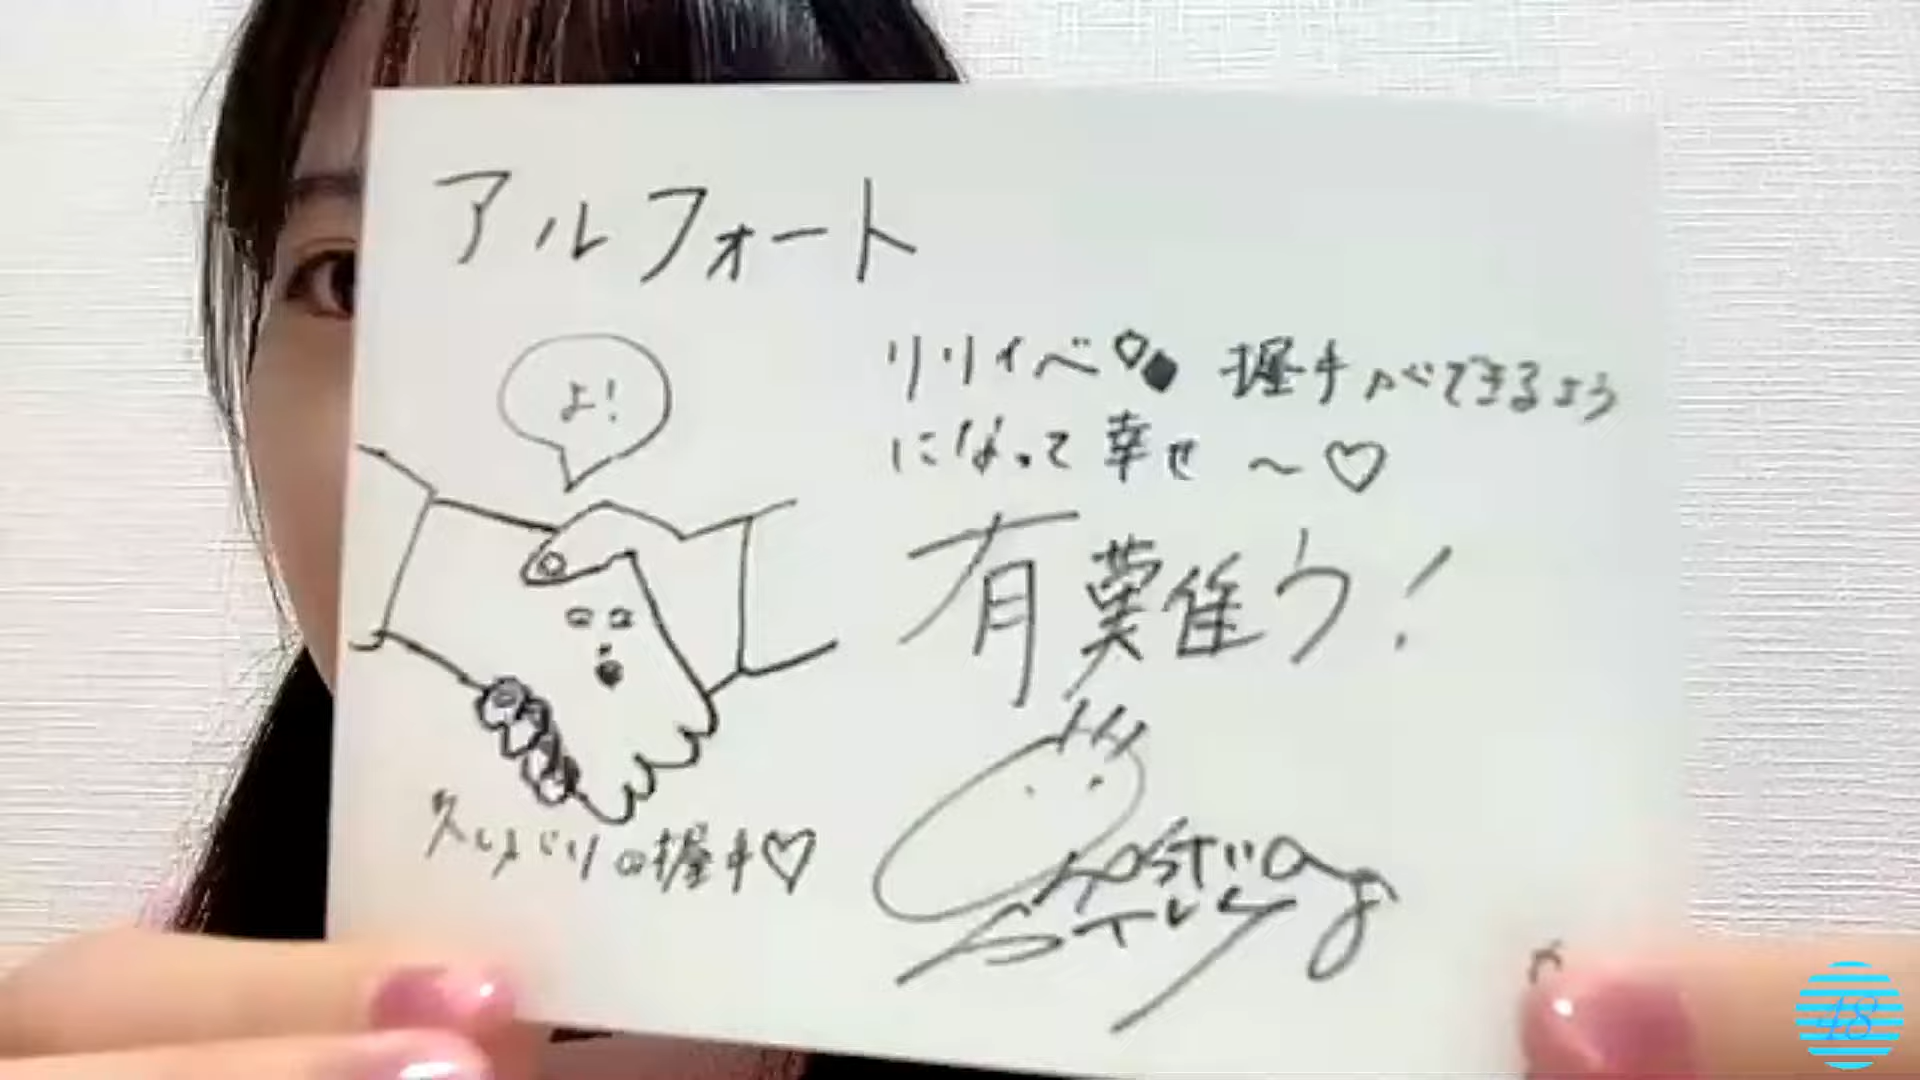 アルフォート
よ!
リリイベ 握手ができるよう
になって幸せ～♡
有難う!
久しぶりの握手♡
48